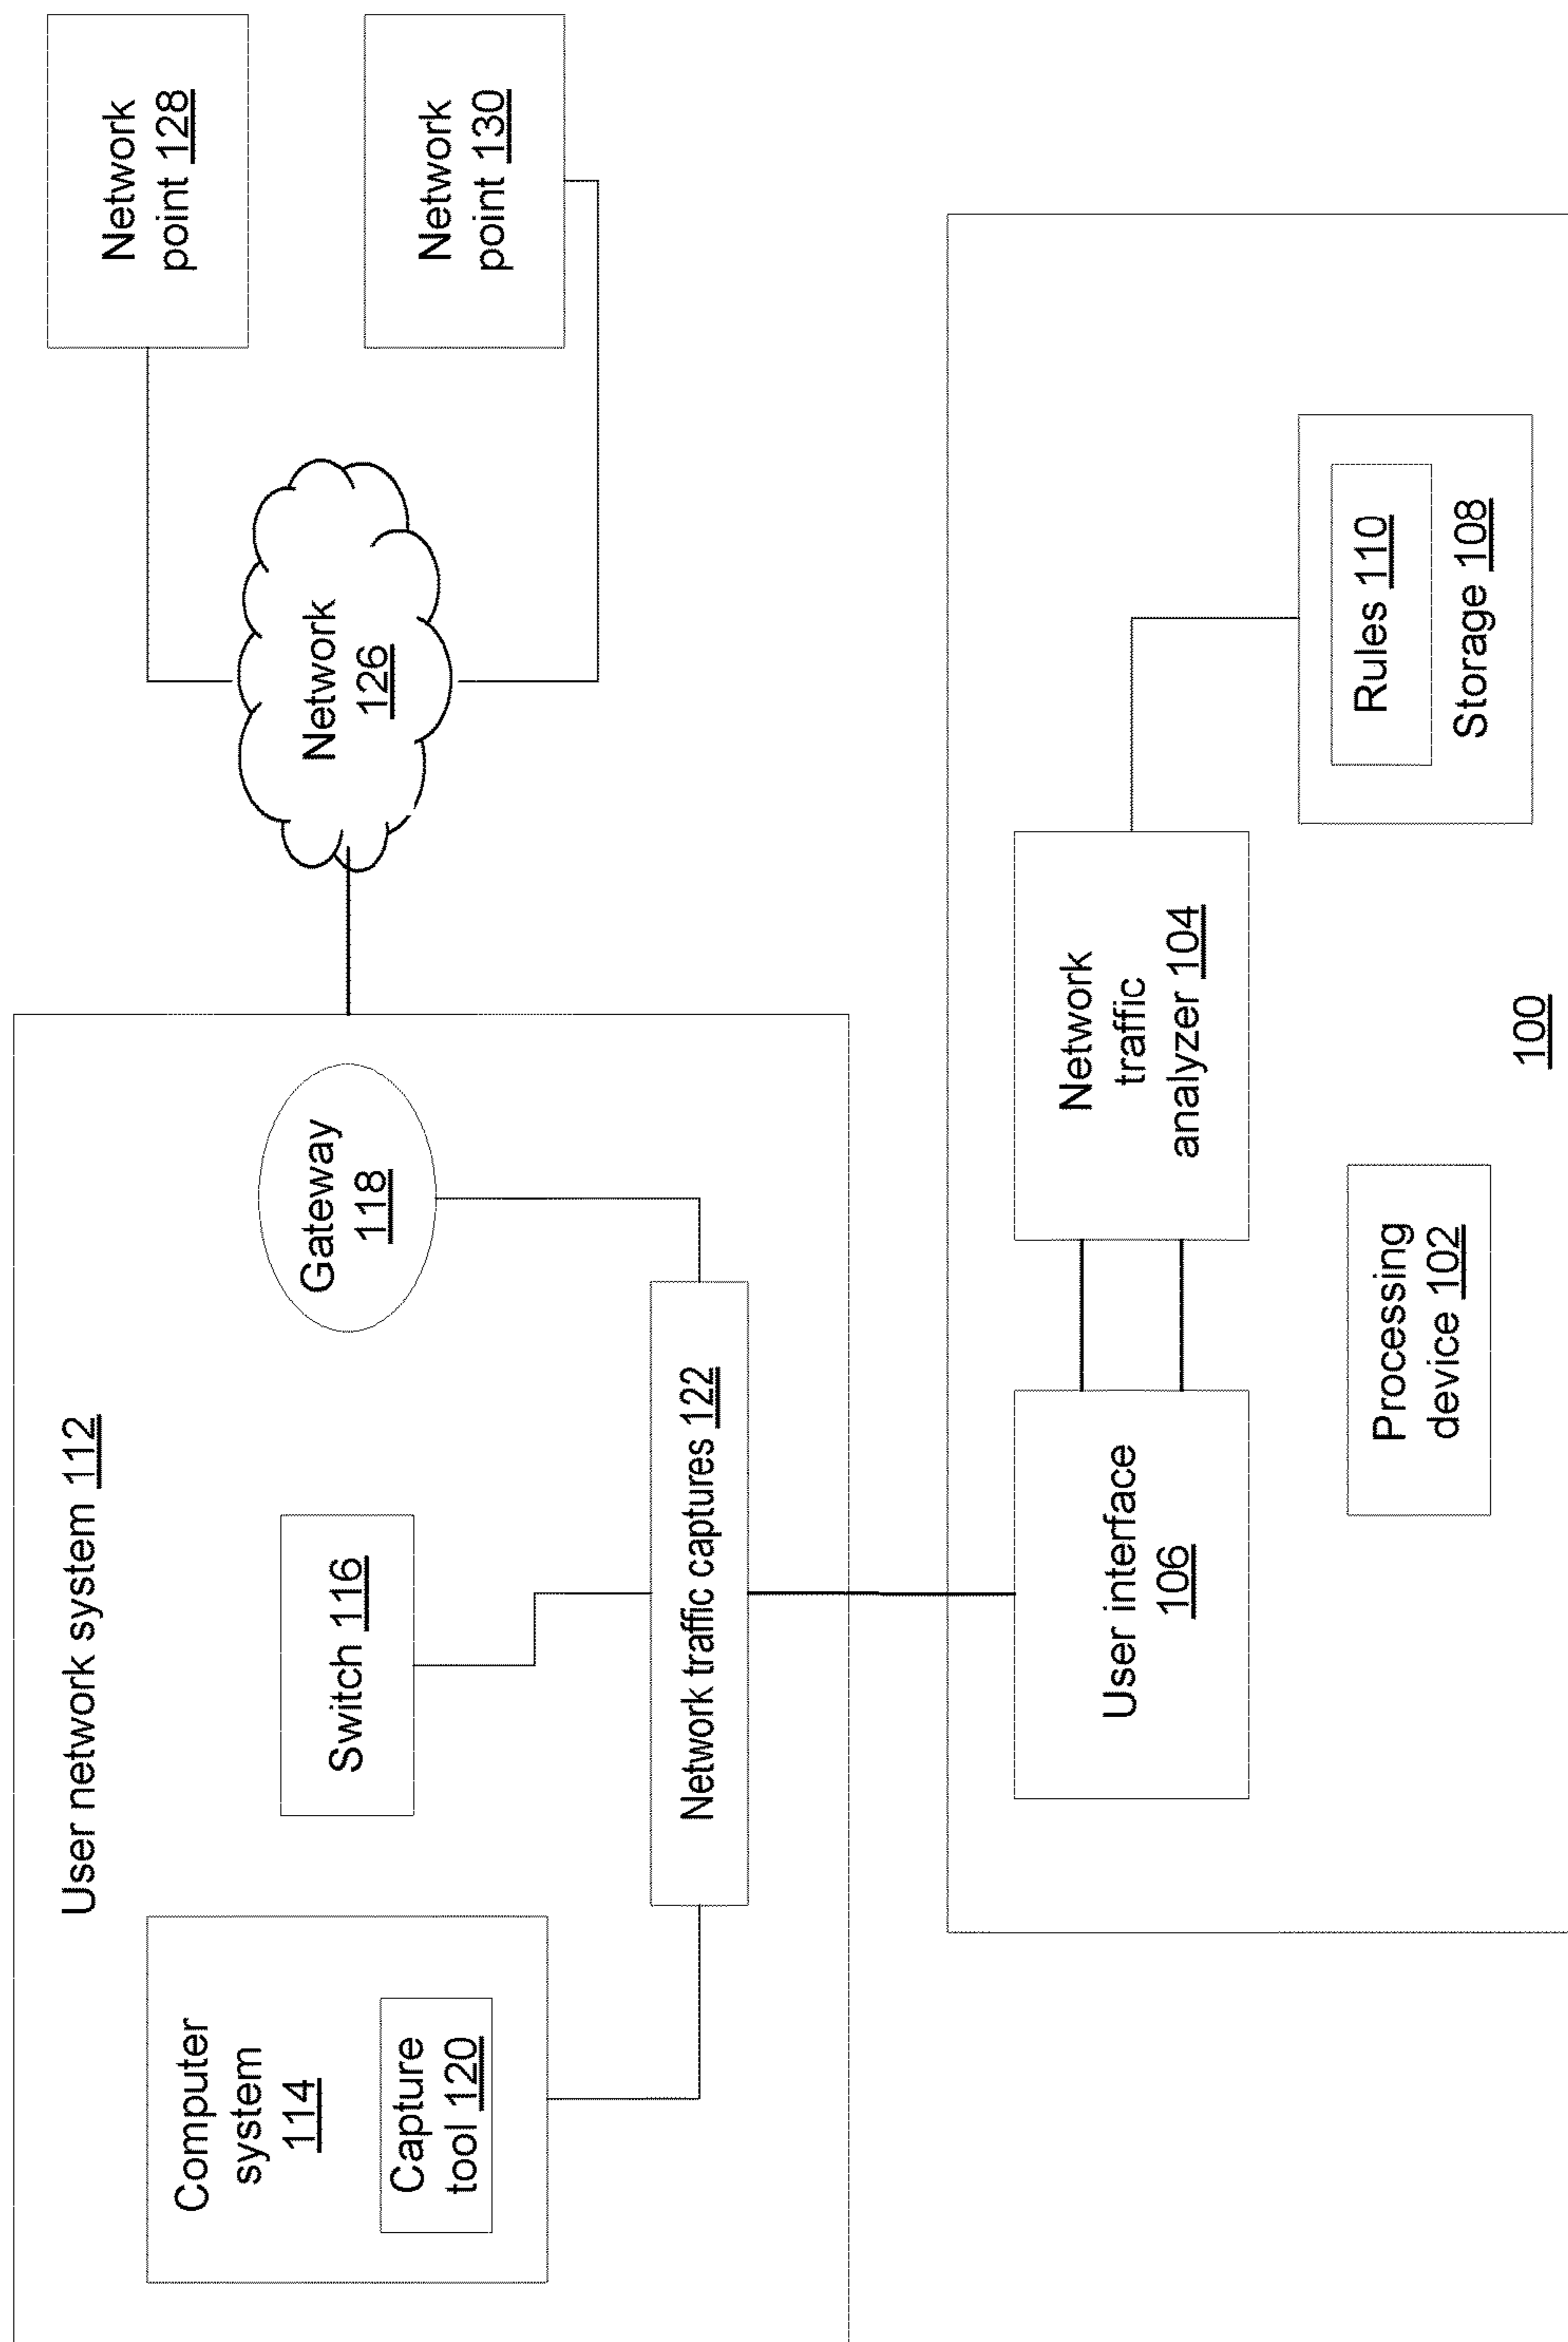 User network system 112
Computer
system
114
Capture
tool 120
Switch 116
Gateway
118
Network traffic captures 122
Network
126
Network
point 128
Network
point 130
User interface
106
Network
traffic
analyzer 104
Rules 110
Storage 108
Processing
device 102
100